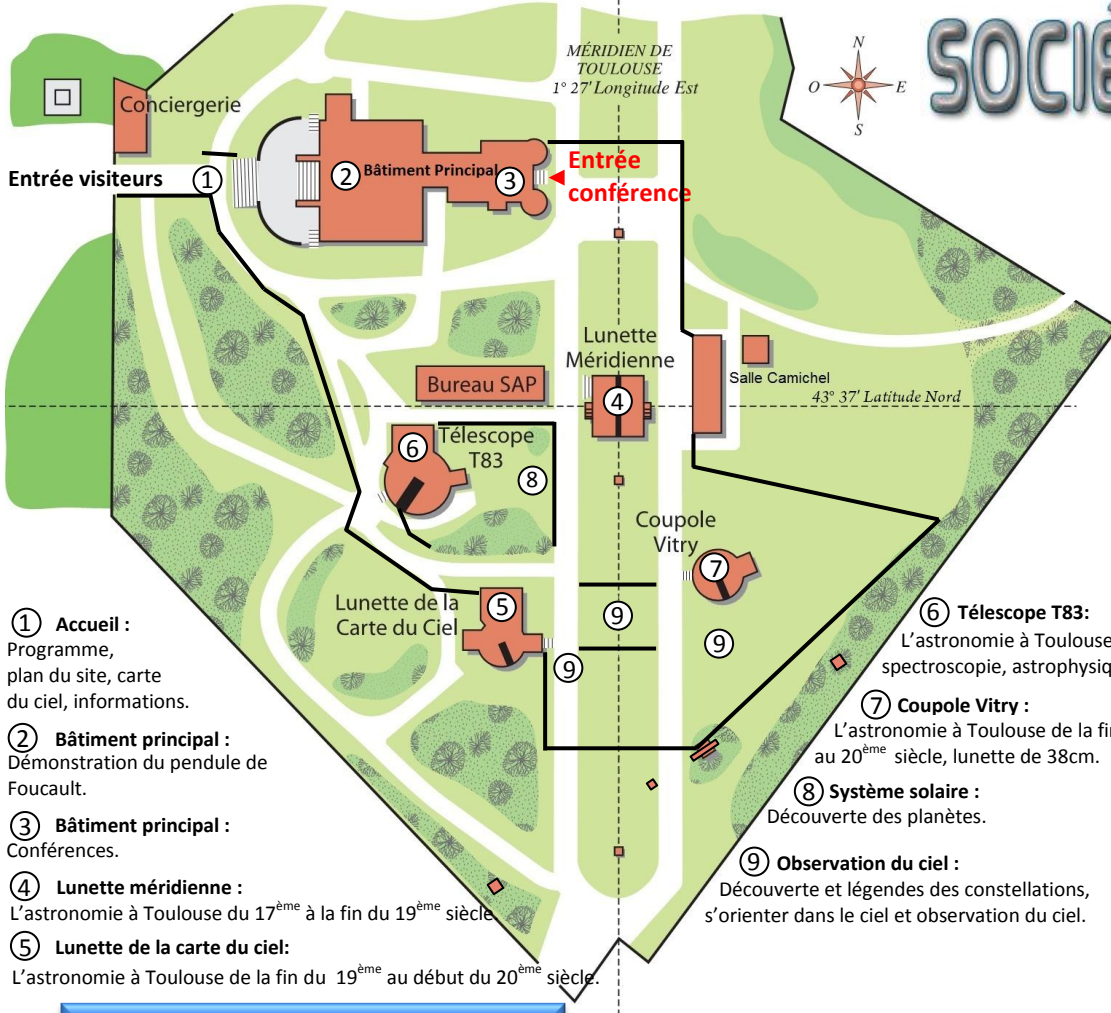 MÉRIDIEN DE
TOULOUSE
1° 27' Longitude Est
N
O
E
S
Conciergerie
Entrée visiteurs
1
2
Bâtiment Principal
3
Entrée
conférence
Lunette
Méridienne
4
Salle Camichel
43° 37' Latitude Nord
Bureau SAP
6
Télescope
T83
8
Coupole
Vitry
7
Lunette de la
Carte du Ciel
5
9
9
9
1 Accueil :
Programme,
plan du site, carte
du ciel, informations.
2 Bâtiment principal :
Démonstration du pendule de
Foucault.
3 Bâtiment principal :
Conférences.
4 Lunette méridienne :
L'astronomie à Toulouse du 17ème à la fin du 19ème siècle
5 Lunette de la carte du ciel:
L'astronomie à Toulouse de la fin du 19ème au début du 20ème siècle.
6 Télescope T83:
L'astronomie à Toulouse
spectroscopie,
7 Coupole Vitry :
L'astronomie à Toulouse de la fin
au 20ème siècle, lunette de 38cm.
8 Système solaire :
Découverte des planètes.
9 Observation du ciel :
Découverte et légendes des constellations,
s'orienter dans le ciel et observation du ciel.